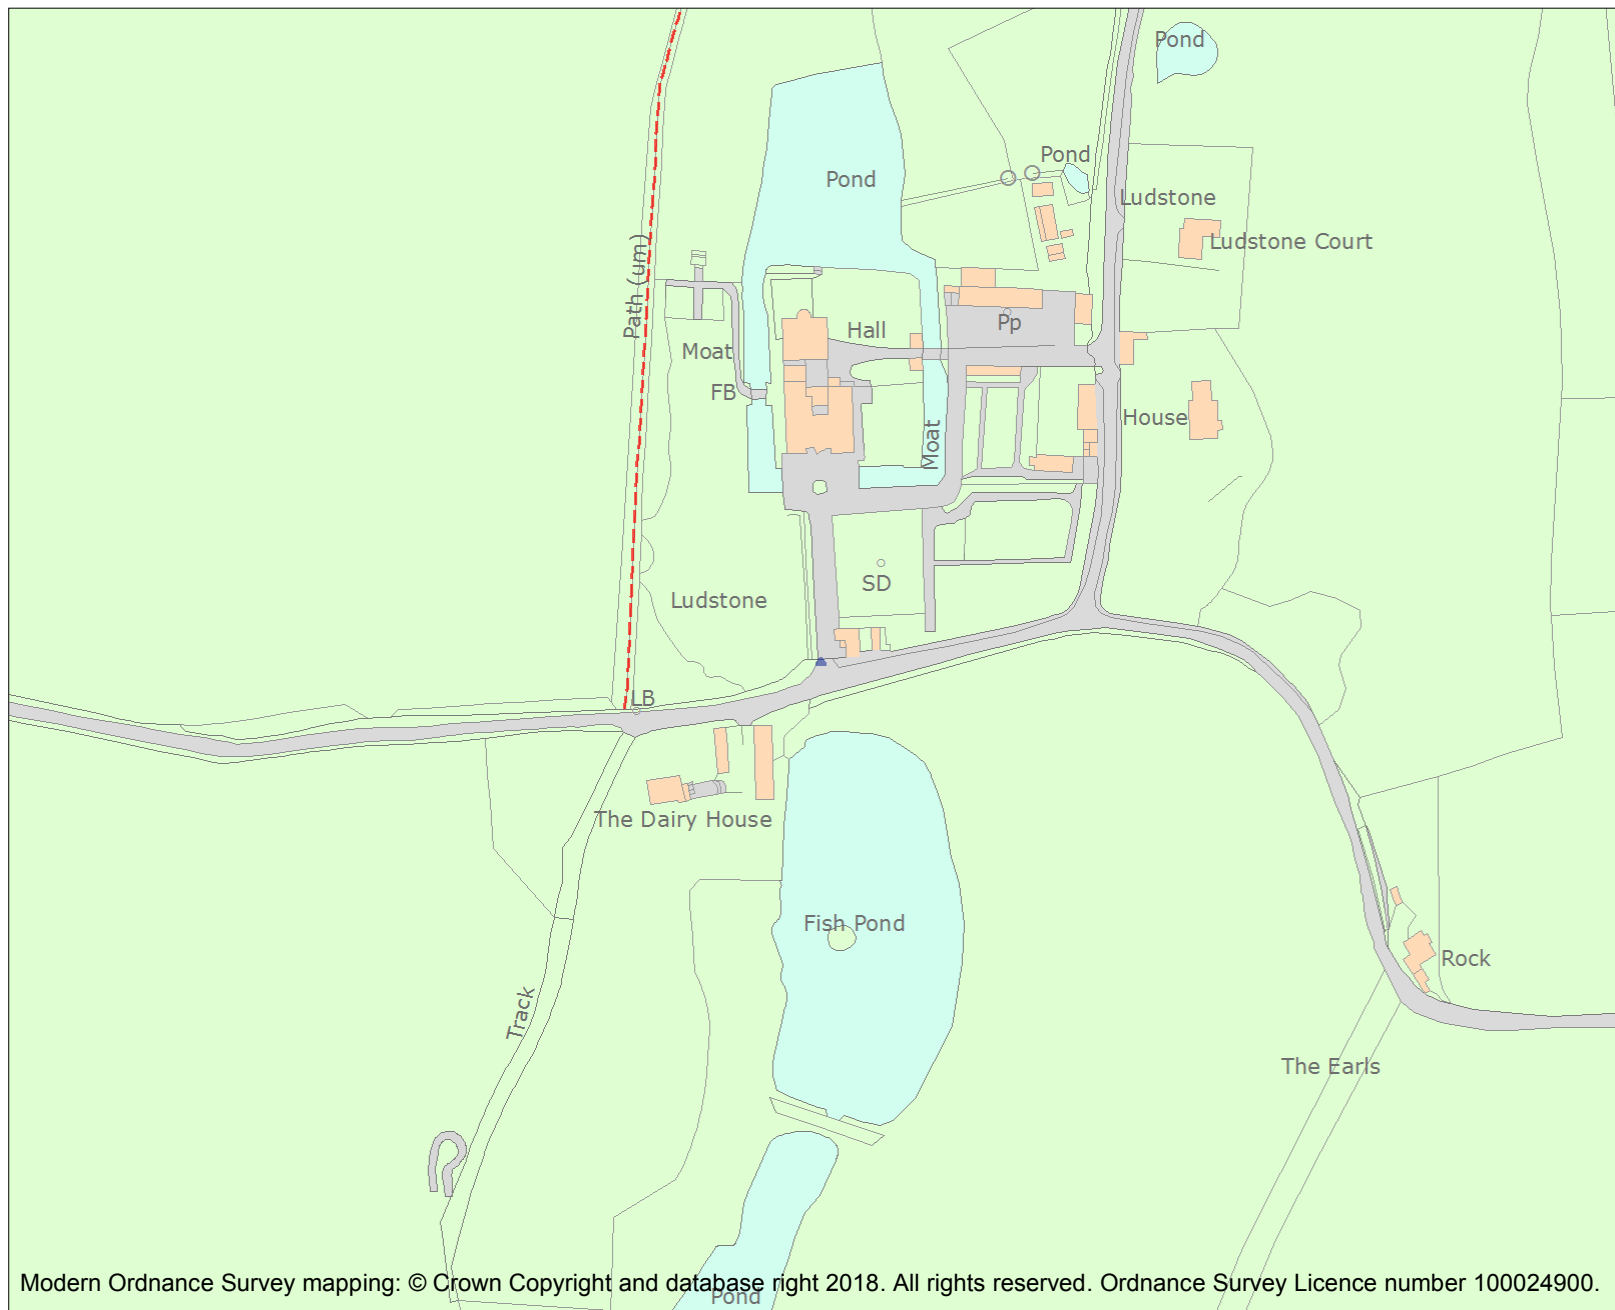 Pond
Pond
Pond
Ludstone
Ludstone Court
Path (um)
Hall
Pp
Moat
FB
House
Moat
SD
Ludstone
LB
The Dairy House
Fish Pond
Rock
Track
The Earls
Modern Ordnance Survey mapping: © Crown Copyright and database right 2018. All rights reserved. Ordnance Survey Licence number 100024900.
Pond